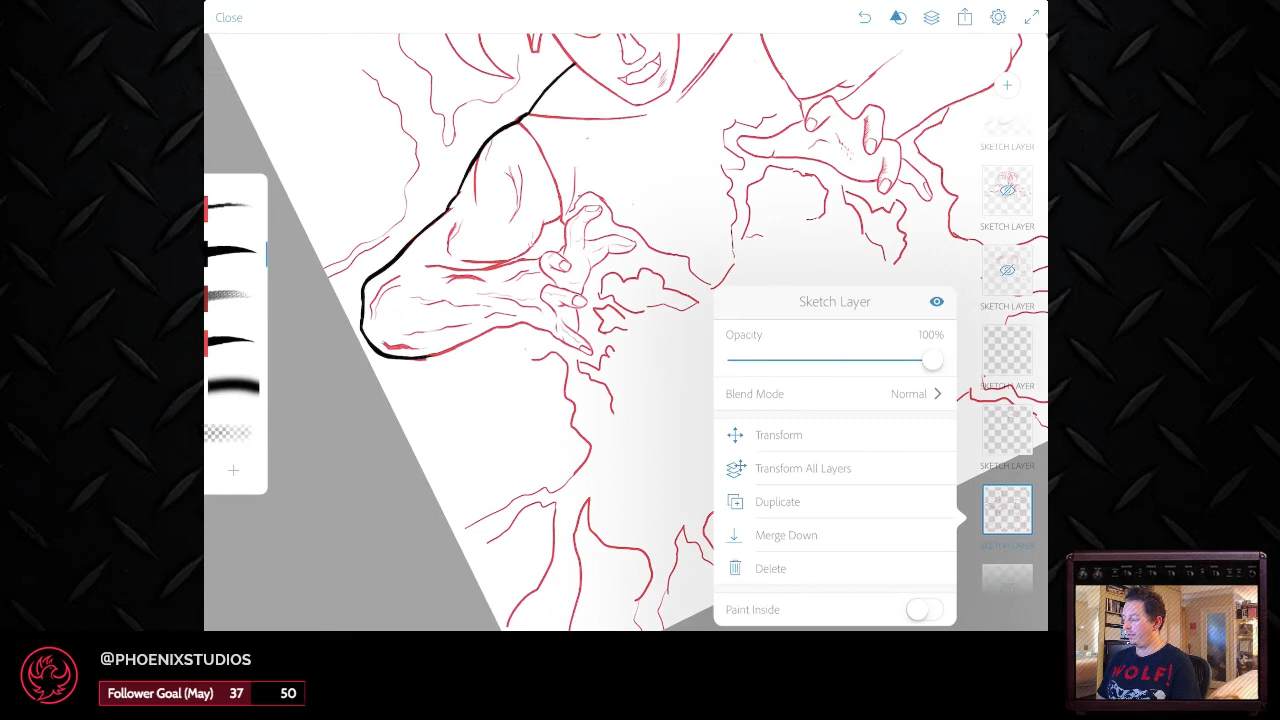 Close
SKETCH LAYER
SKETCH LAYER
SKETCH LAYER
SKETCH LAYER
SKETCH LAYER
SKETCH LAYER
Sketch Layer
Opacity 100%
Blend Mode Normal
Transform
Transform All Layers
Duplicate
Merge Down
Delete
Paint Inside
@PHOENIXSTUDIOS
Follower Goal (May) 37 50
WOLF!